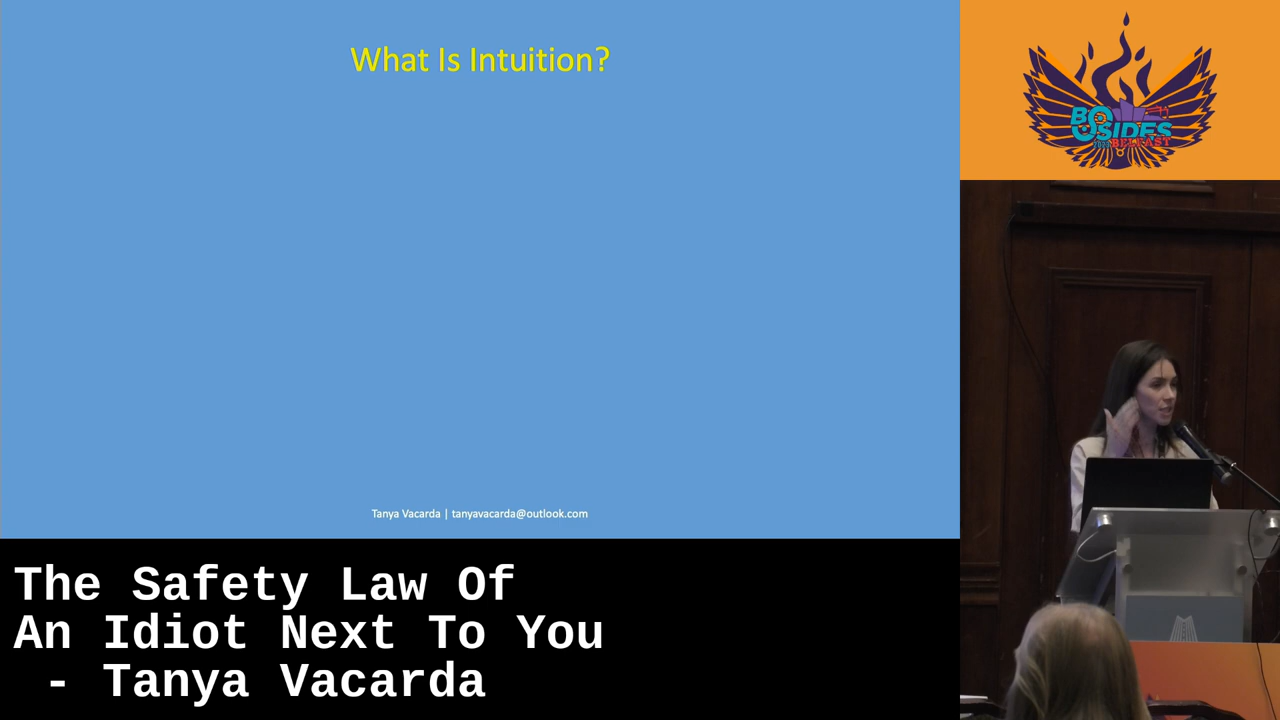 What Is Intuition?
BSIDES
BELFAST
Tanya Vacarda | tanyavacarda@outlook.com
The Safety Law Of
An Idiot Next To You
- Tanya Vacarda